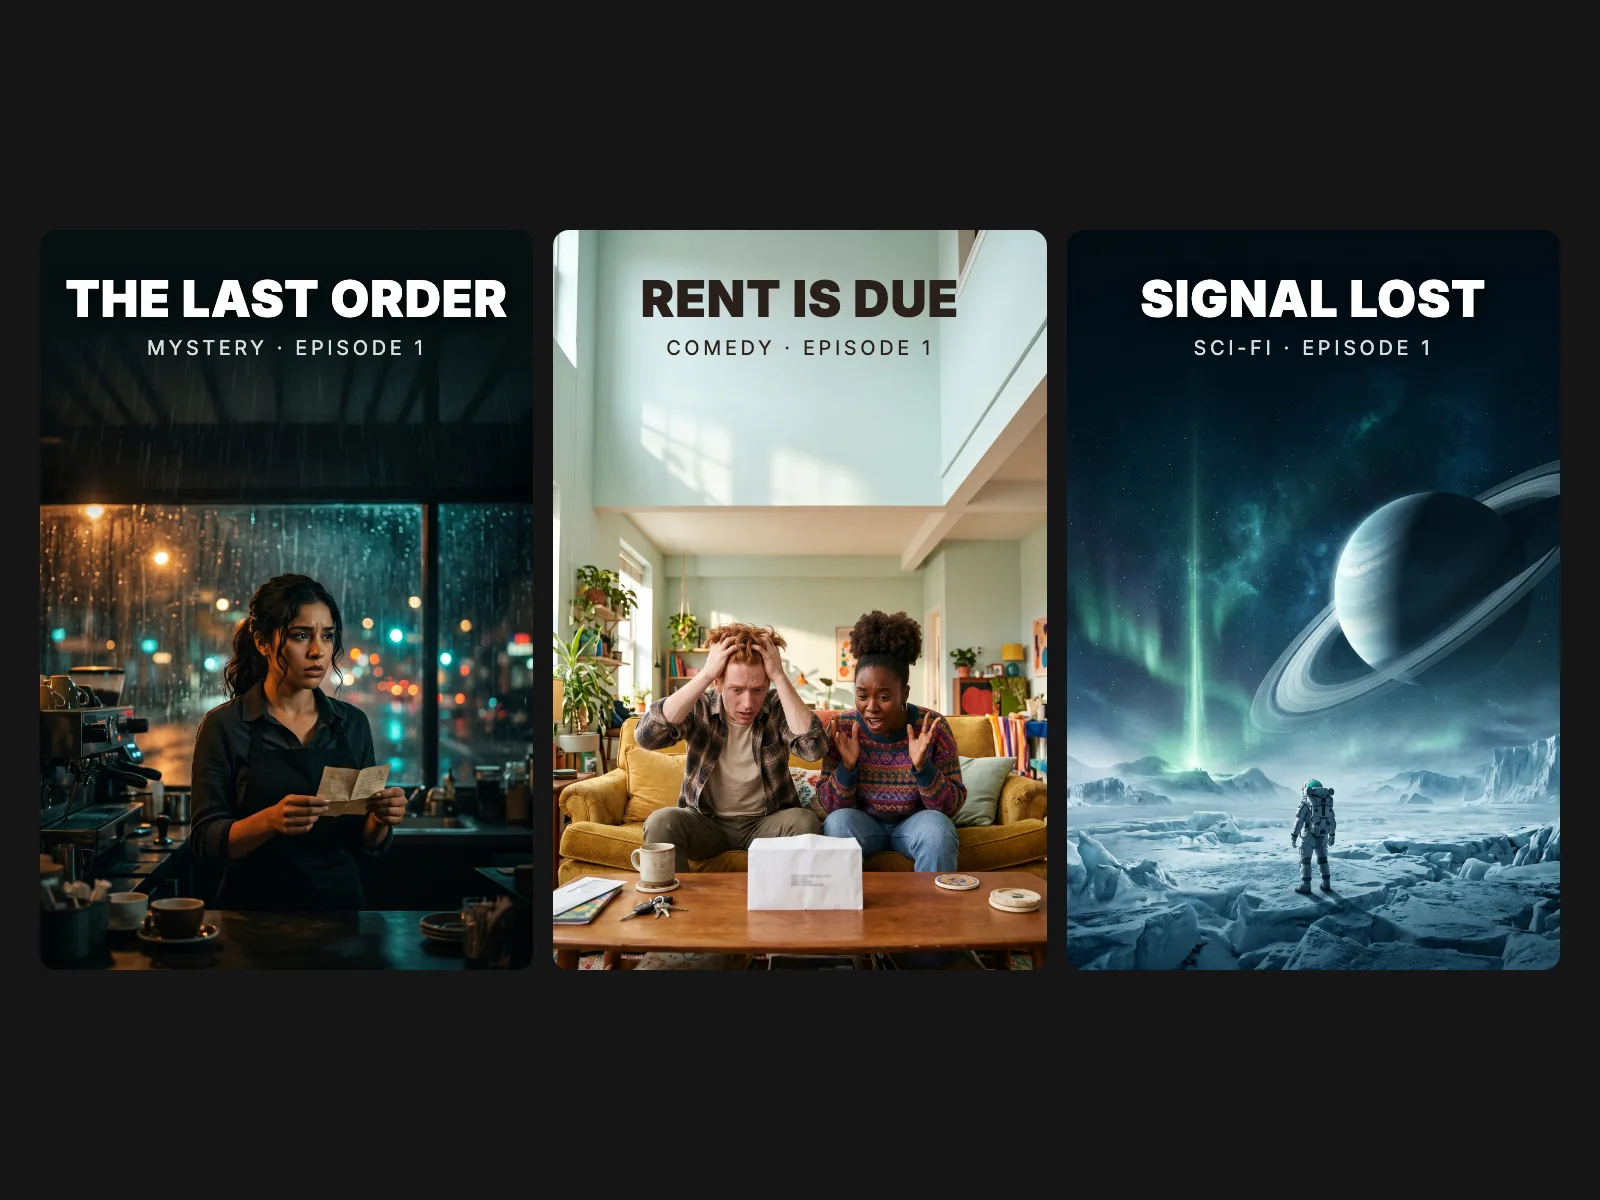 THE LAST ORDER
MYSTERY · EPISODE 1
RENT IS DUE
COMEDY · EPISODE 1
SIGNAL LOST
SCI-FI · EPISODE 1